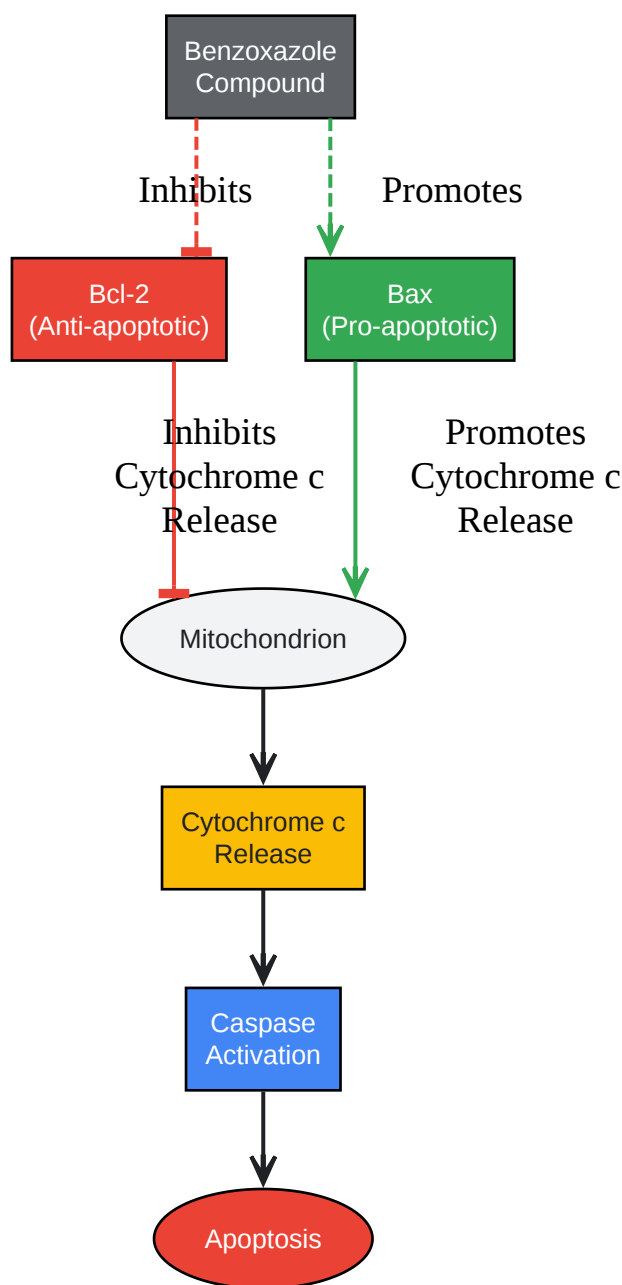 Benzoxazole
Compound
Inhibits
Promotes
Bcl-2
(Anti-apoptotic)
Bax
(Pro-apoptotic)
Inhibits
Cytochrome c
Release
Promotes
Cytochrome c
Release
Mitochondrion
Cytochrome c
Release
Caspase
Activation
Apoptosis